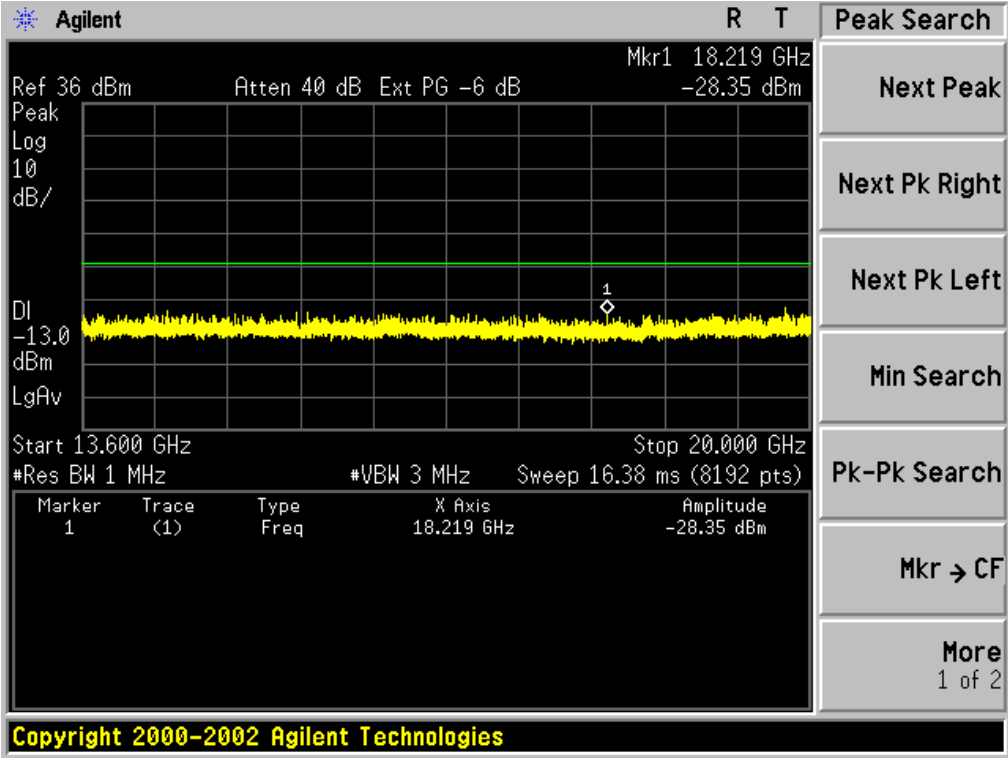 Agilent R T
Peak Search
Mkr1 18.219 GHz
Ref 36 dBm Atten 40 dB Ext PG -6 dB -28.35 dBm
Peak
Log
10
dB/
1
DI
-13.0
dBm
LgAv
Start 13.600 GHz Stop 20.000 GHz
#Res BW 1 MHz #VBW 3 MHz Sweep 16.38 ms (8192 pts)
Marker Trace Type X Axis Amplitude
1 (1) Freq 18.219 GHz -28.35 dBm
Next Peak
Next Pk Right
Next Pk Left
Min Search
Pk-Pk Search
Mkr → CF
More
1 of 2
Copyright 2000-2002 Agilent Technologies